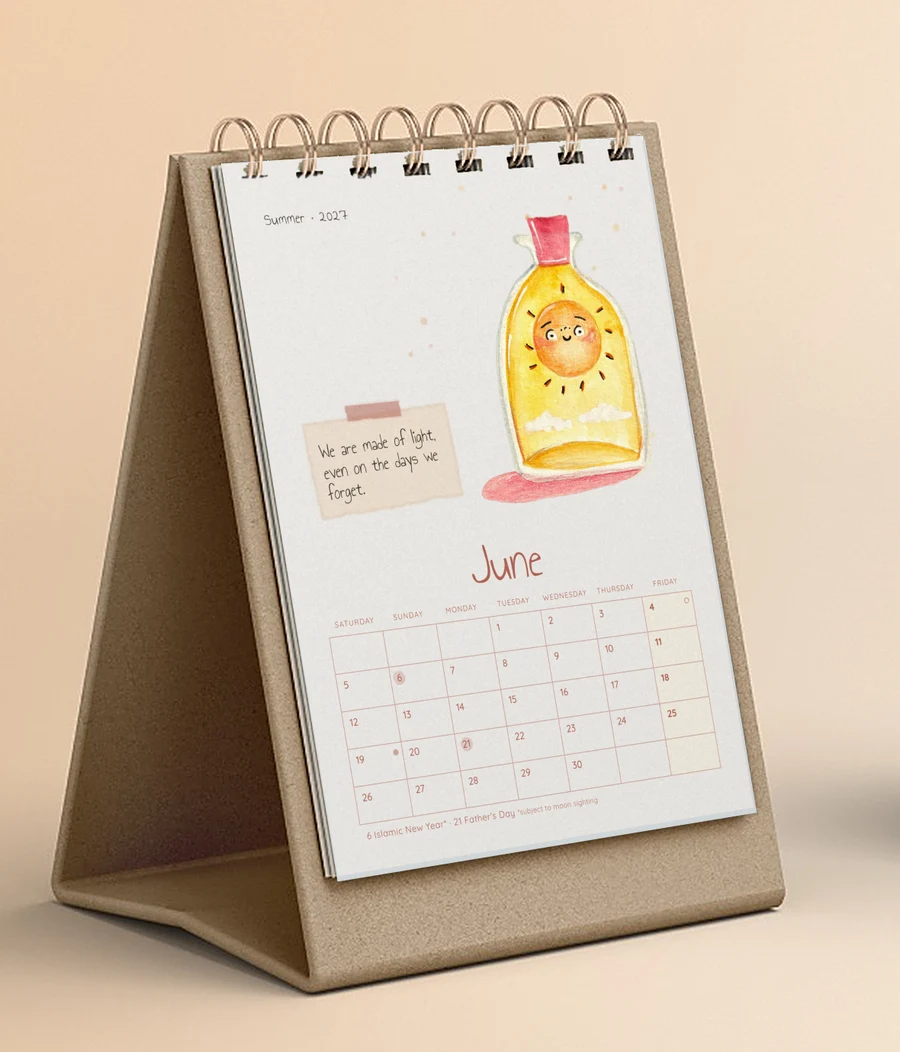 Summer · 2027
We are made of light,
even on the days we
forget.
June
SATURDAY SUNDAY MONDAY TUESDAY WEDNESDAY THURSDAY FRIDAY
1 2 3 4
5 6 7 8 9 10 11
12 13 14 15 16 17 18
19 20 21 22 23 24 25
26 27 28 29 30
6 Islamic New Year* · 21 Father's Day *subject to moon sighting